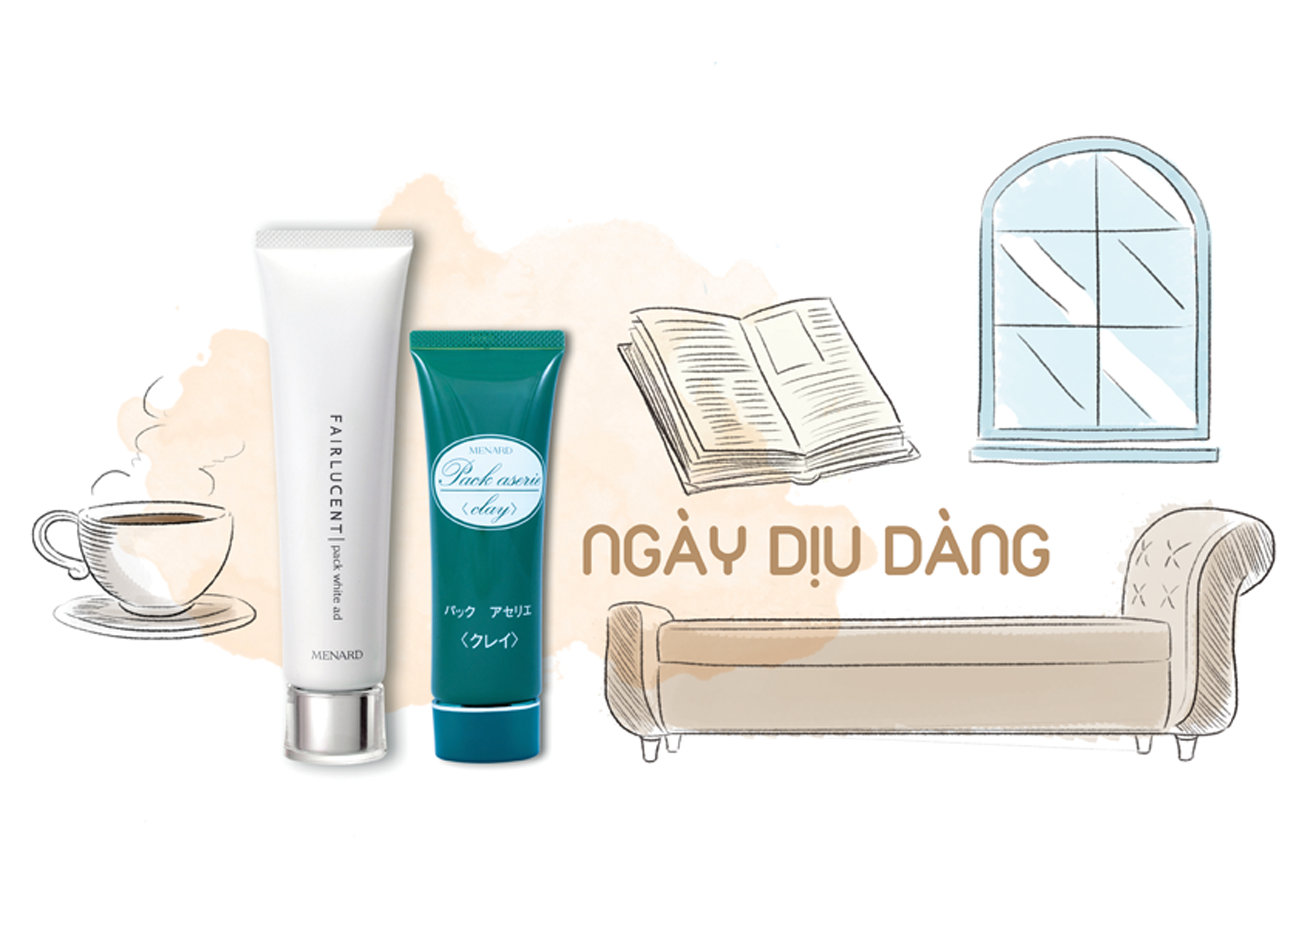 FAIRLUCENT | pack white ad
MENARD
MENARD
Pack aserie
〈clay〉
パック アセリエ
〈クレイ〉
NGÀY DỊU DÀNG